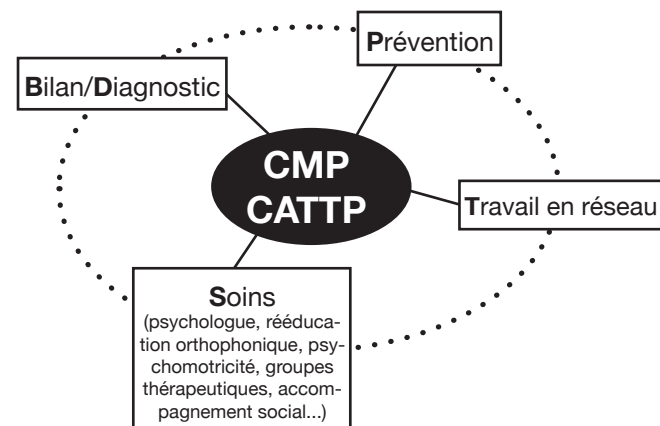 Prévention
Bilan/Diagnostic
CMP
CATTP
Travail en réseau
Soins
(psychologue, rééduca-
tion orthophonique, psy-
chomotricité, groupes
thérapeutiques, accom-
pagnement social...)